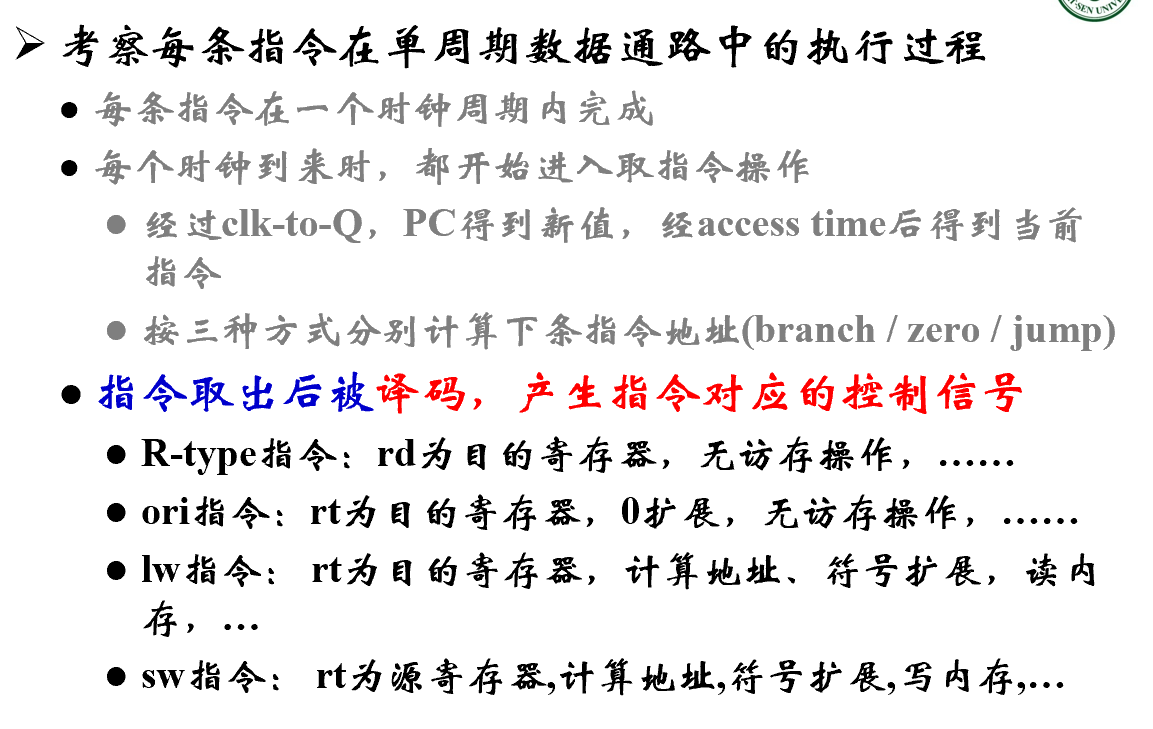 ➢ 考察每条指令在单周期数据通路中的执行过程
● 每条指令在一个时钟周期内完成
● 每个时钟到来时，都开始进入取指令操作
● 经过clk-to-Q，PC得到新值，经access time后得到当前
指令
● 按三种方式分别计算下条指令地址(branch / zero / jump)
● 指令取出后被译码，产生指令对应的控制信号
● R-type指令：rd为目的寄存器，无访存操作，……
● ori指令：rt为目的寄存器，0扩展，无访存操作，……
● lw指令： rt为目的寄存器，计算地址、符号扩展，读内
存，…
● sw指令： rt为源寄存器,计算地址,符号扩展,写内存,…